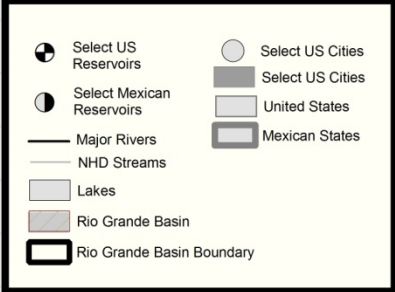 Select US
Reservoirs
Select Mexican
Reservoirs
Major Rivers
NHD Streams
Lakes
Rio Grande Basin
Rio Grande Basin Boundary
Select US Cities
Select US Cities
United States
Mexican States